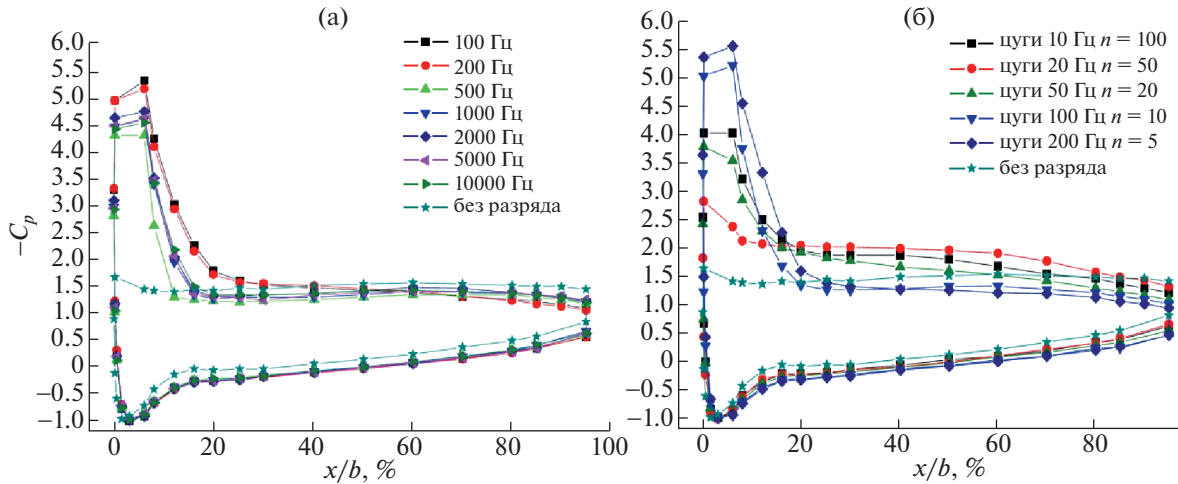 (а)
−C_p
6.0
5.5
5.0
4.5
4.0
3.5
3.0
2.5
2.0
1.5
1.0
0.5
0
−0.5
−1.0
0
20
40
60
80
100
x/b, %
100 Гц
200 Гц
500 Гц
1000 Гц
2000 Гц
5000 Гц
10000 Гц
без разряда
(б)
6.0
5.5
5.0
4.5
4.0
3.5
3.0
2.5
2.0
1.5
1.0
0.5
0
−0.5
−1.0
0
20
40
60
80
x/b, %
цуги 10 Гц n = 100
цуги 20 Гц n = 50
цуги 50 Гц n = 20
цуги 100 Гц n = 10
цуги 200 Гц n = 5
без разряда